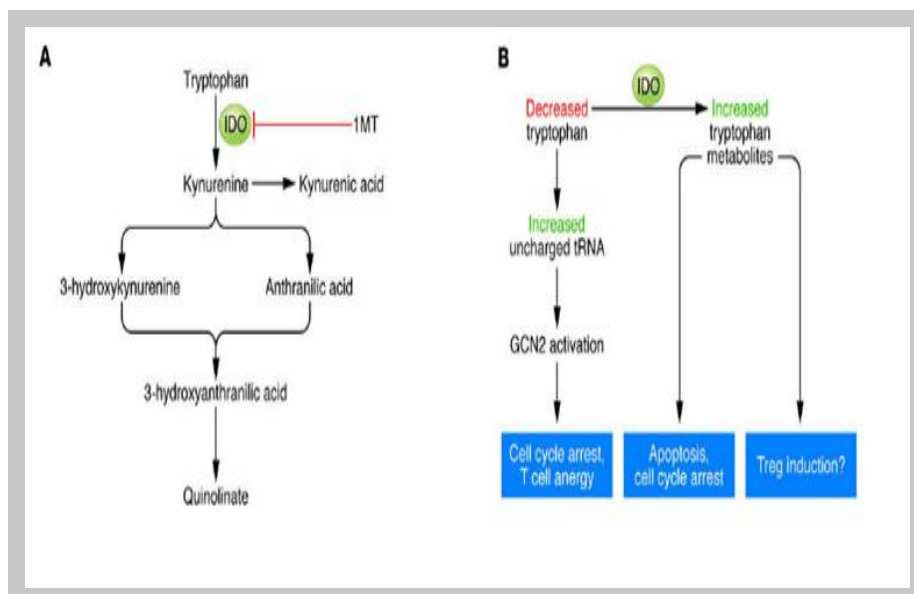 A
Tryptophan
IDO
1MT
Kynurenine
Kynurenic acid
3-hydroxykynurenine
Anthranilic acid
3-hydroxyanthranilic acid
Quinolinate
B
IDO
Decreased
tryptophan
Increased
tryptophan
metabolites
Increased
uncharged tRNA
GCN2 activation
Cell cycle arrest,
T cell anergy
Apoptosis,
cell cycle arrest
Treg induction?